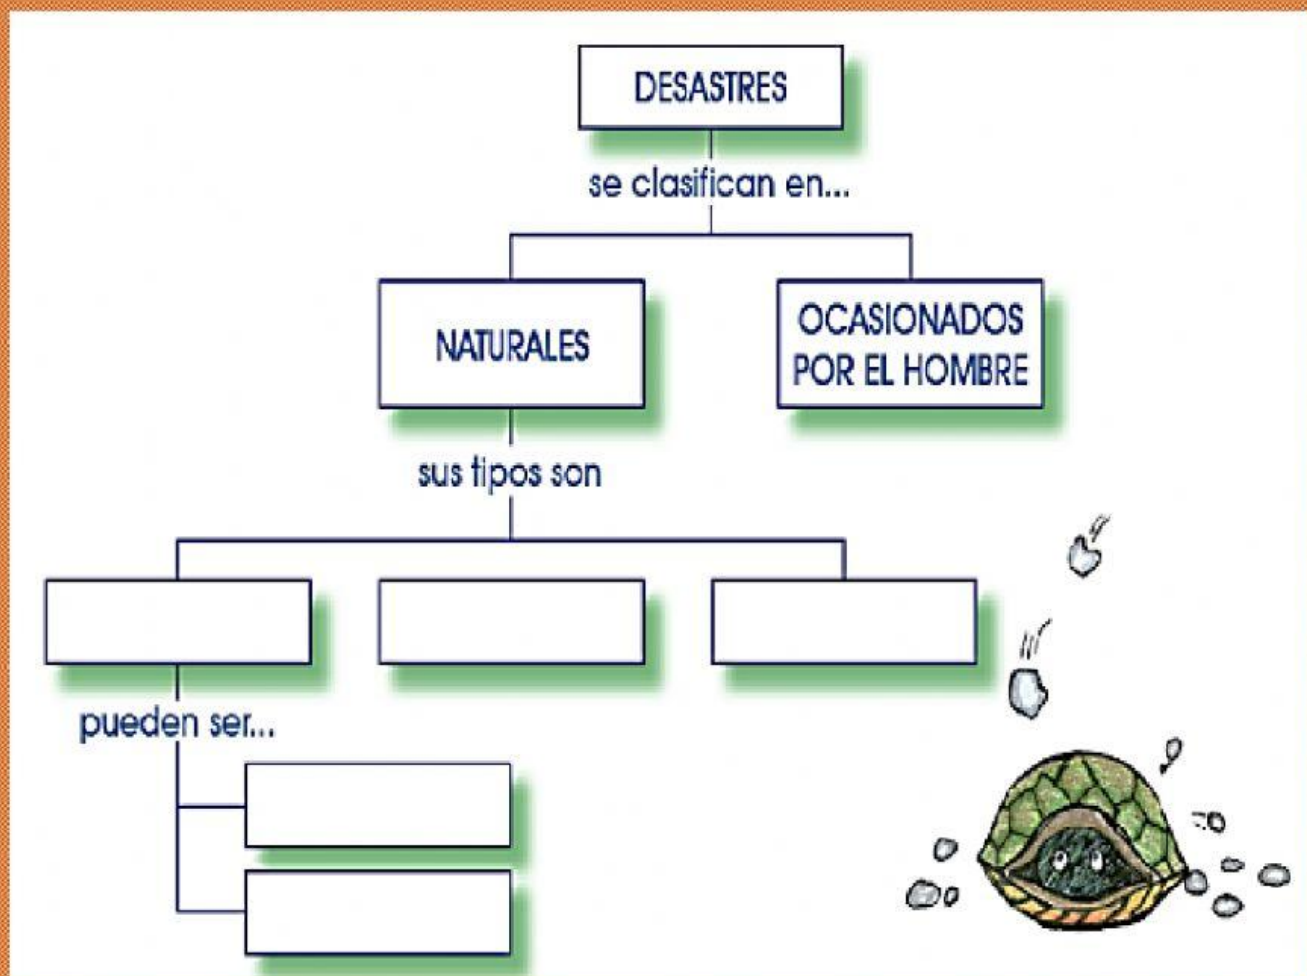 DESASTRES
se clasifican en...
NATURALES
OCASIONADOS
POR EL HOMBRE
sus tipos son
pueden ser...